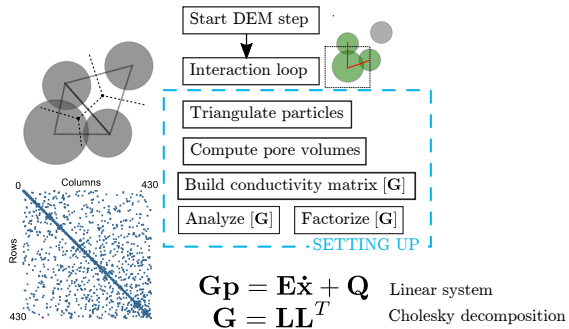 Start DEM step
Interaction loop
Triangulate particles
Compute pore volumes
Build conductivity matrix [G]
Analyze [G] Factorize [G]
SETTING UP
0 Columns 430
Rows
430
Gp = Eẋ + Q Linear system
G = LLᵀ Cholesky decomposition